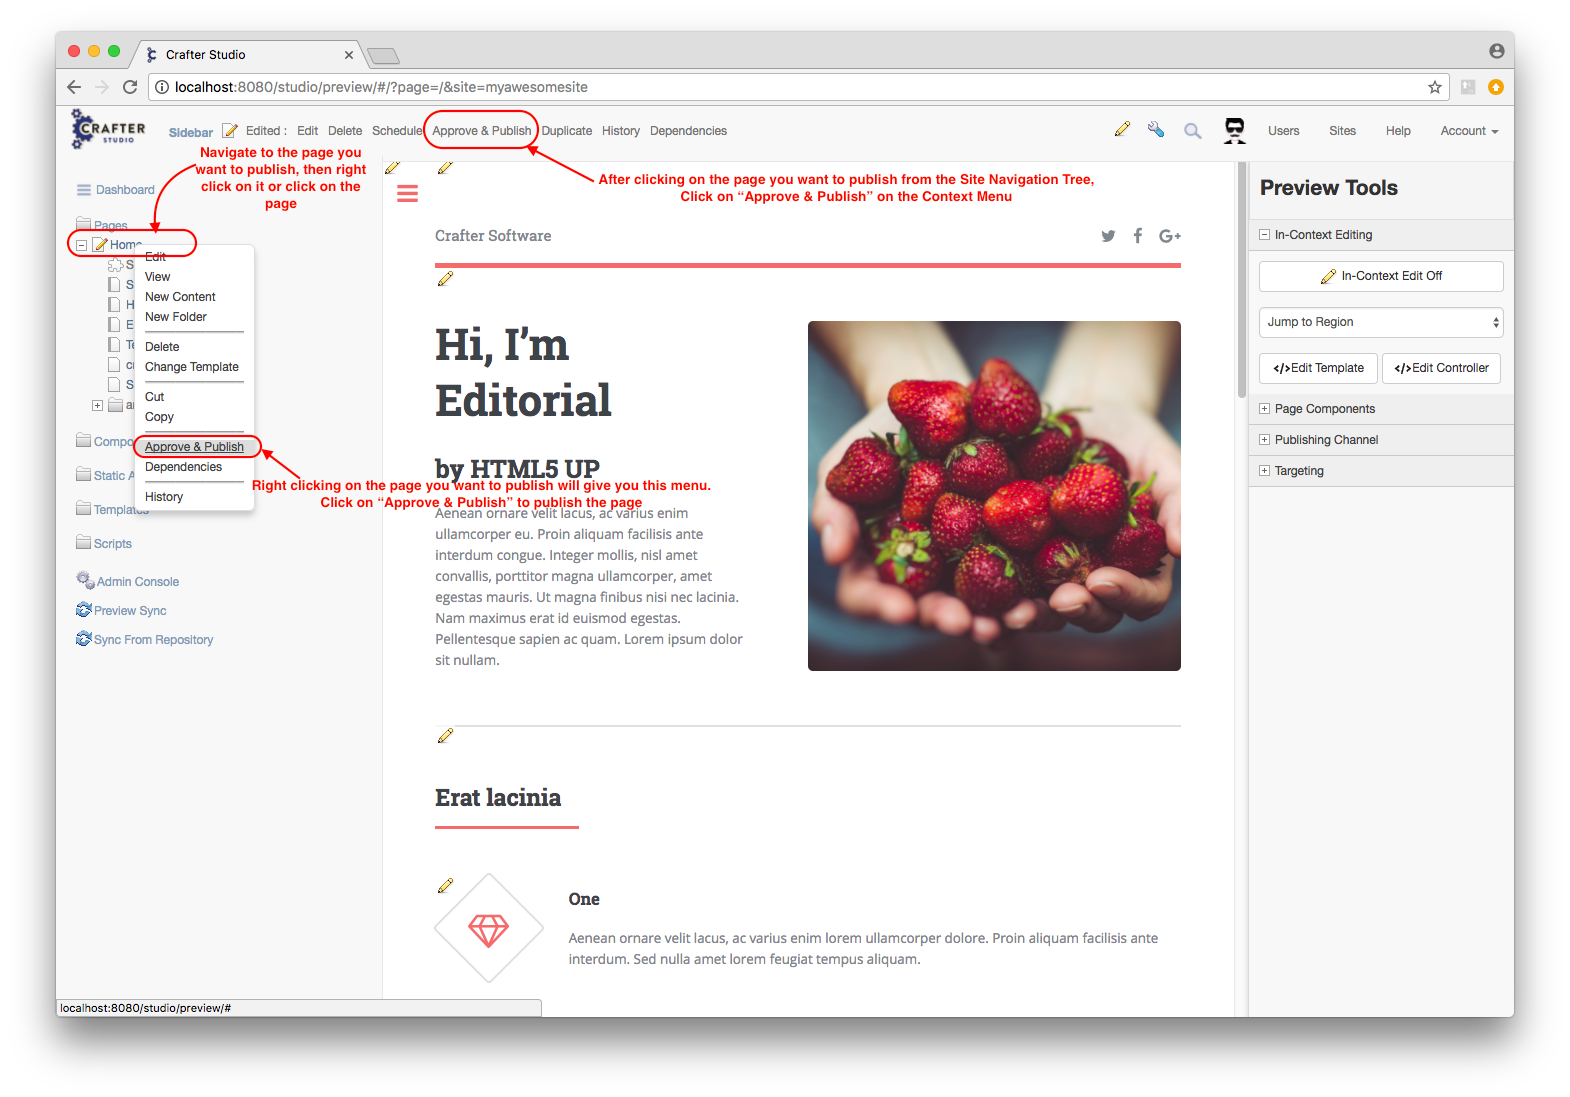 Crafter Studio
localhost:8080/studio/preview/#/?page=/&site=myawesomesite
CRAFTER
STUDIO
Sidebar
Edited :
Edit
Delete
Schedule
Approve & Publish
Duplicate
History
Dependencies
Users
Sites
Help
Account
Navigate to the page you
want to publish, then right
click on it or click on the
page
After clicking on the page you want to publish from the Site Navigation Tree,
Click on “Approve & Publish” on the Context Menu
Dashboard
Pages
Home
S
S
H
E
Te
S
Compo
Static A
Templates
Scripts
Admin Console
Preview Sync
Sync From Repository
Edit
View
New Content
New Folder
Delete
Change Template
Cut
Copy
Approve & Publish
Dependencies
History
Right clicking on the page you want to publish will give you this menu.
Click on “Approve & Publish” to publish the page
Crafter Software
G+
Hi, I’m
Editorial
by HTML5 UP
Aenean ornare velit lacus, ac varius enim
ullamcorper eu. Proin aliquam facilisis ante
interdum congue. Integer mollis, nisl amet
convallis, porttitor magna ullamcorper, amet
egestas mauris. Ut magna finibus nisi nec lacinia.
Nam maximus erat id euismod egestas.
Pellentesque sapien ac quam. Lorem ipsum dolor
sit nullam.
Erat lacinia
One
Aenean ornare velit lacus, ac varius enim lorem ullamcorper dolore. Proin aliquam facilisis ante
interdum. Sed nulla amet lorem feugiat tempus aliquam.
Preview Tools
In-Context Editing
In-Context Edit Off
Jump to Region
</>Edit Template
</>Edit Controller
Page Components
Publishing Channel
Targeting
localhost:8080/studio/preview/#